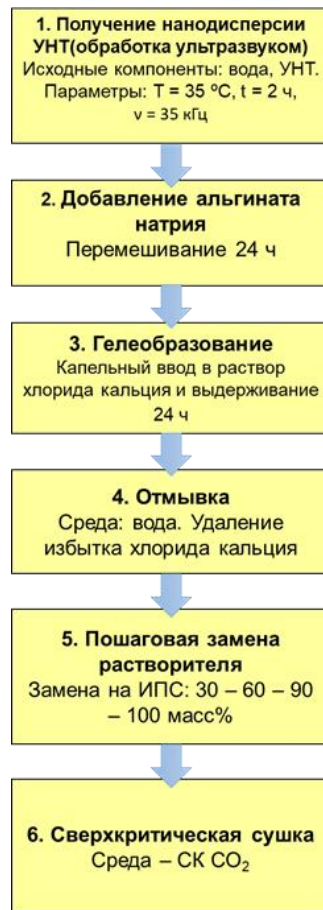 1. Получение нанодисперсии
УНТ(обработка ультразвуком)
Исходные компоненты: вода, УНТ.
Параметры: T = 35 ºC, t = 2 ч,
ν = 35 кГц
2. Добавление альгината
натрия
Перемешивание 24 ч
3. Гелеобразование
Капельный ввод в раствор
хлорида кальция и выдерживание
24 ч
4. Отмывка
Среда: вода. Удаление
избытка хлорида кальция
5. Пошаговая замена
растворителя
Замена на ИПС: 30 – 60 – 90
– 100 масс%
6. Сверхкритическая сушка
Среда – СК CO₂